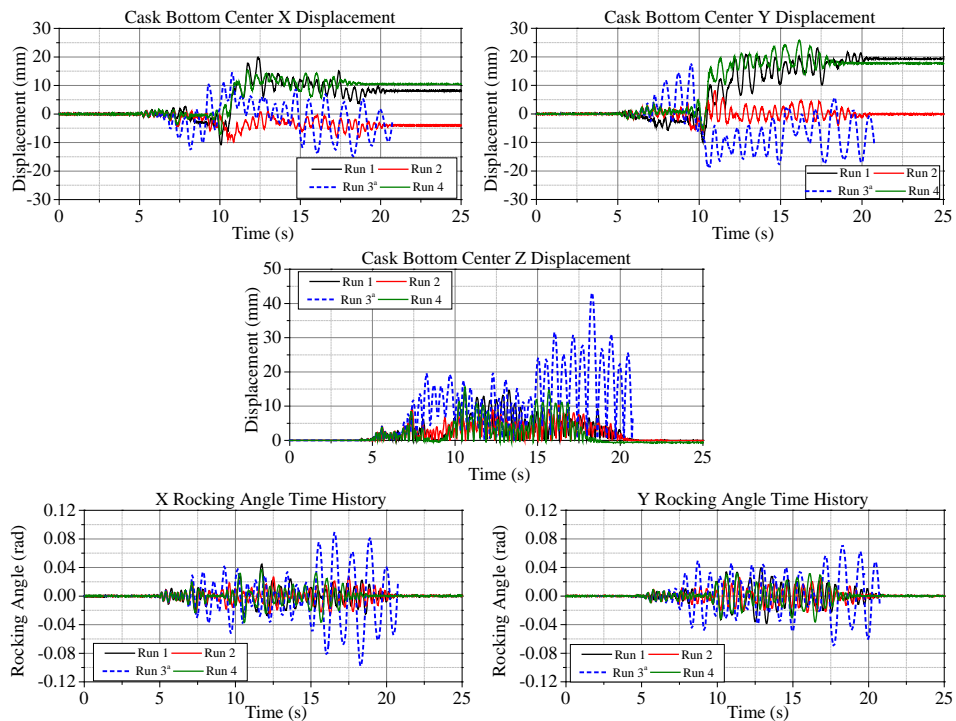 Cask Bottom Center X Displacement
Displacement (mm)
30
20
10
0
-10
-20
-30
Run 1 Run 2
Run 3ª Run 4
0 5 10 15 20 25
Time (s)
Cask Bottom Center Y Displacement
Displacement (mm)
30
20
10
0
-10
-20
-30
Run 1 Run 2
Run 3ª Run 4
0 5 10 15 20 25
Time (s)
Cask Bottom Center Z Displacement
Displacement (mm)
50
40
30
20
10
0
Run 1 Run 2
Run 3ª Run 4
0 5 10 15 20 25
Time (s)
X Rocking Angle Time History
Rocking Angle (rad)
0.12
0.08
0.04
0.00
-0.04
-0.08
-0.12
Run 1 Run 2
Run 3ª Run 4
0 5 10 15 20 25
Time (s)
Y Rocking Angle Time History
Rocking Angle (rad)
0.12
0.08
0.04
0.00
-0.04
-0.08
-0.12
Run 1 Run 2
Run 3ª Run 4
0 5 10 15 20 25
Time (s)